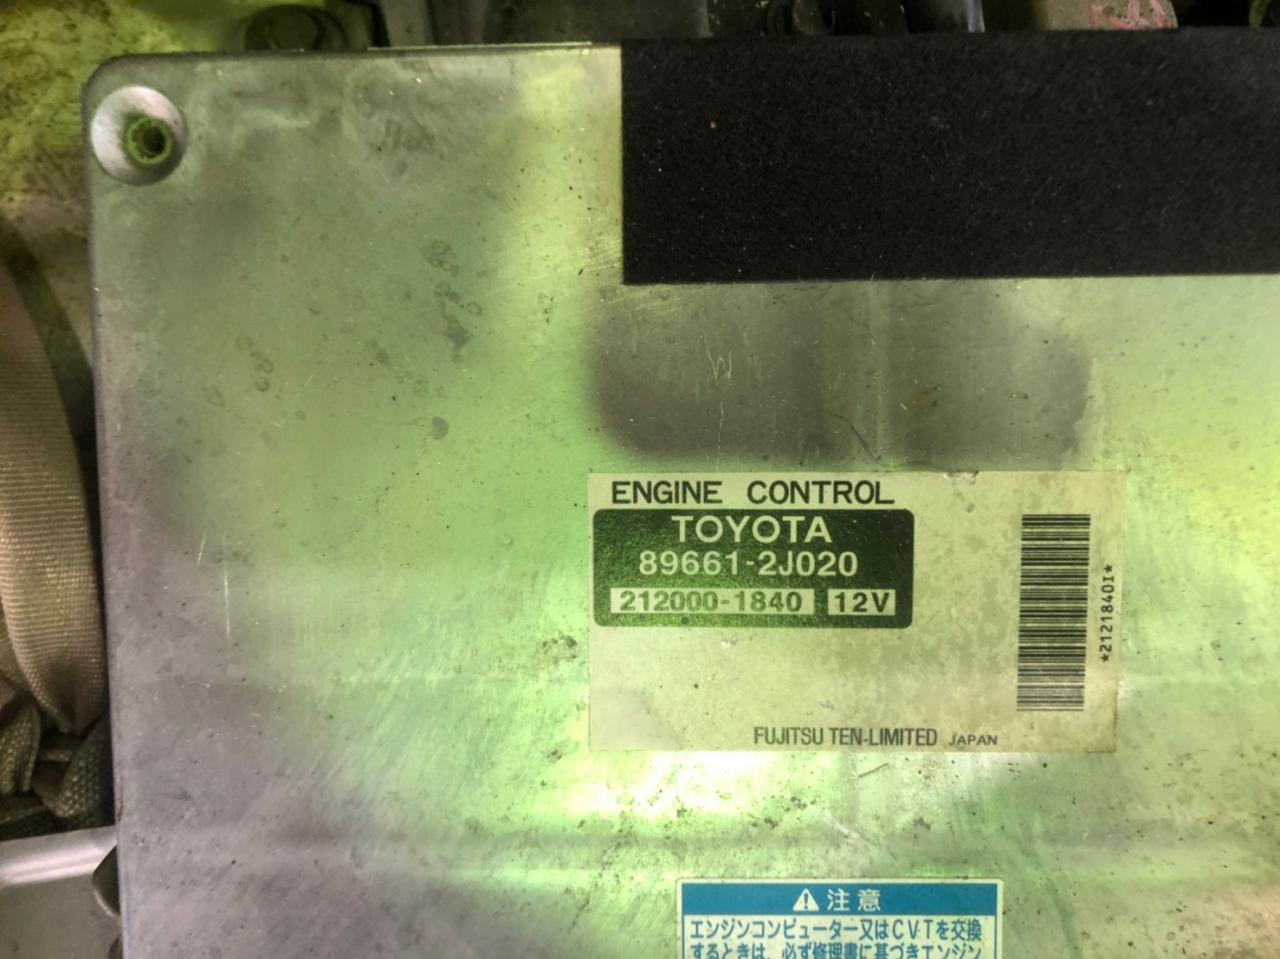 ENGINE CONTROL
TOYOTA
89661-2J020
212000-1840 12V
*2121840I*
FUJITSU TEN-LIMITED JAPAN
注意
エンジンコンピューター又はCVTを交換
するときは、必ず修理書に基づきエンジン